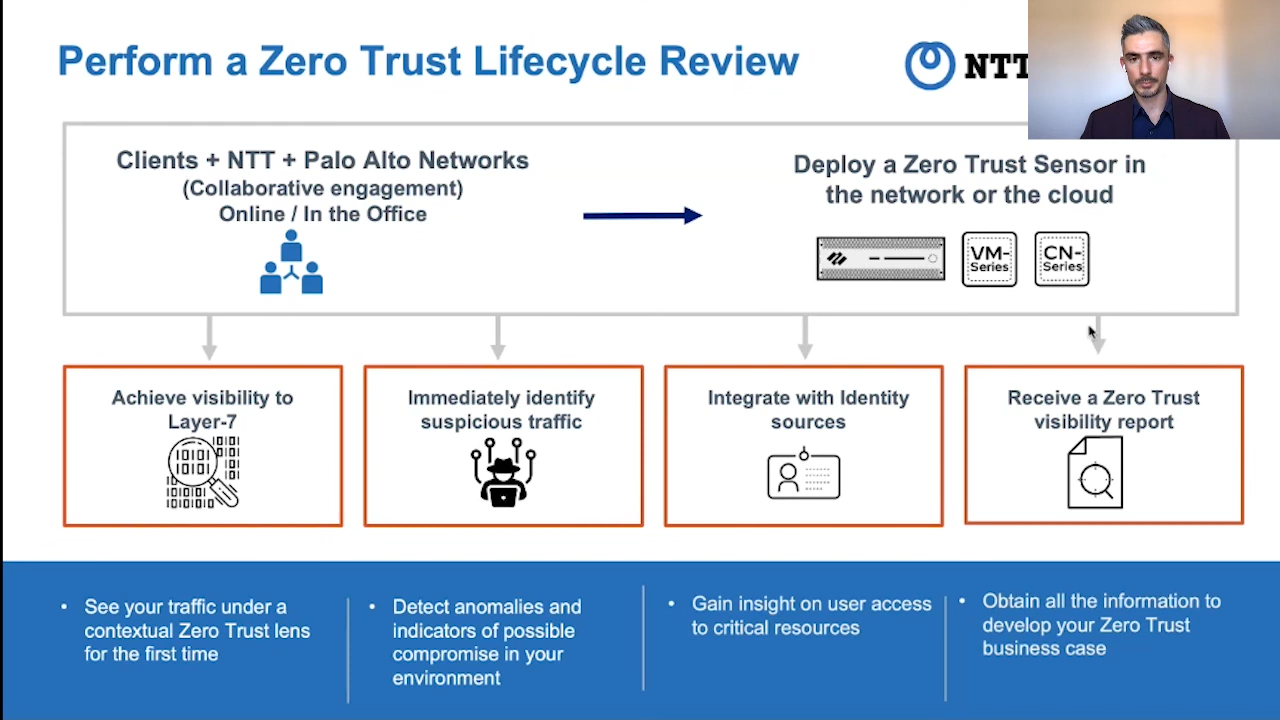 Perform a Zero Trust Lifecycle Review
NTT
Clients + NTT + Palo Alto Networks
(Collaborative engagement)
Online / In the Office
Deploy a Zero Trust Sensor in
the network or the cloud
VM-
Series
CN-
Series
Achieve visibility to
Layer-7
Immediately identify
suspicious traffic
Integrate with Identity
sources
Receive a Zero Trust
visibility report
• See your traffic under a
contextual Zero Trust lens
for the first time
• Detect anomalies and
indicators of possible
compromise in your
environment
• Gain insight on user access
to critical resources
• Obtain all the information to
develop your Zero Trust
business case